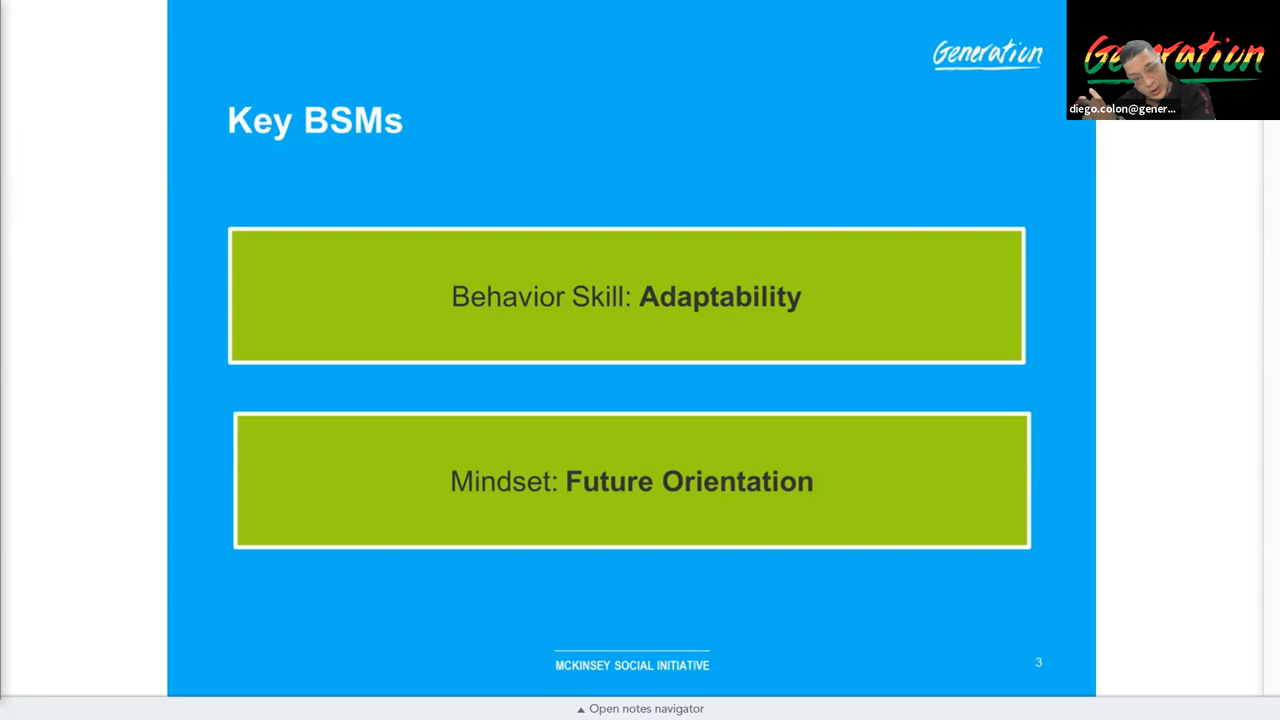 Generation
Generation
diego.colon@gener...
Key BSMs
Behavior Skill: Adaptability
Mindset: Future Orientation
MCKINSEY SOCIAL INITIATIVE
3
▲ Open notes navigator